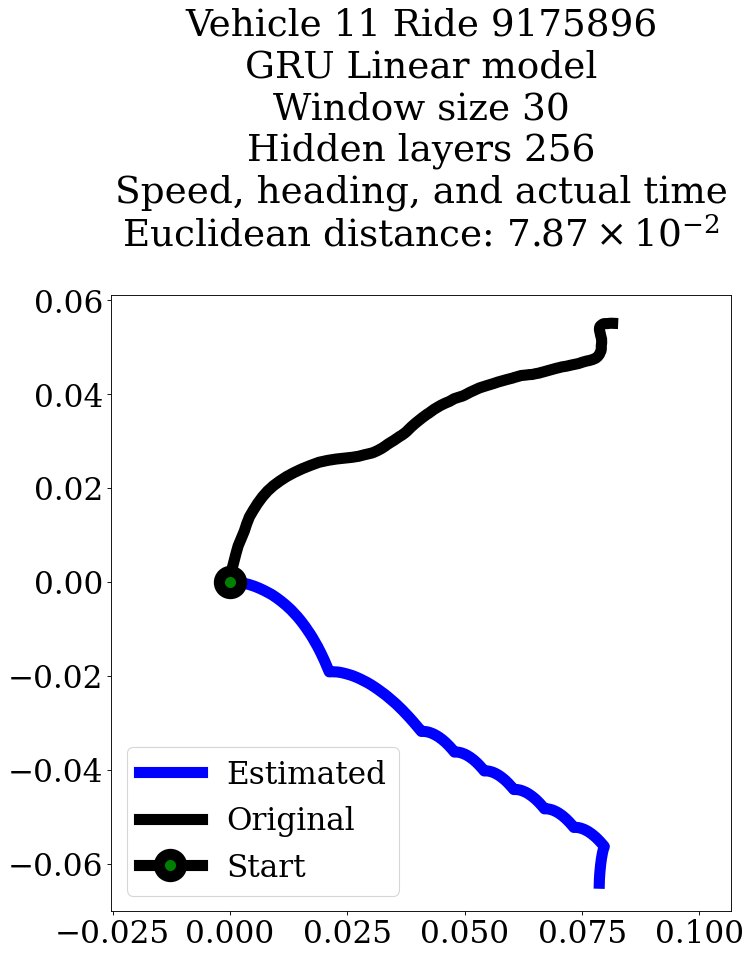 Vehicle 11 Ride 9175896
GRU Linear model
Window size 30
Hidden layers 256
Speed, heading, and actual time
Euclidean distance: 7.87 × 10⁻²
0.06
0.04
0.02
0.00
−0.02
−0.04
−0.06
Estimated
Original
Start
−0.025 0.000 0.025 0.050 0.075 0.100